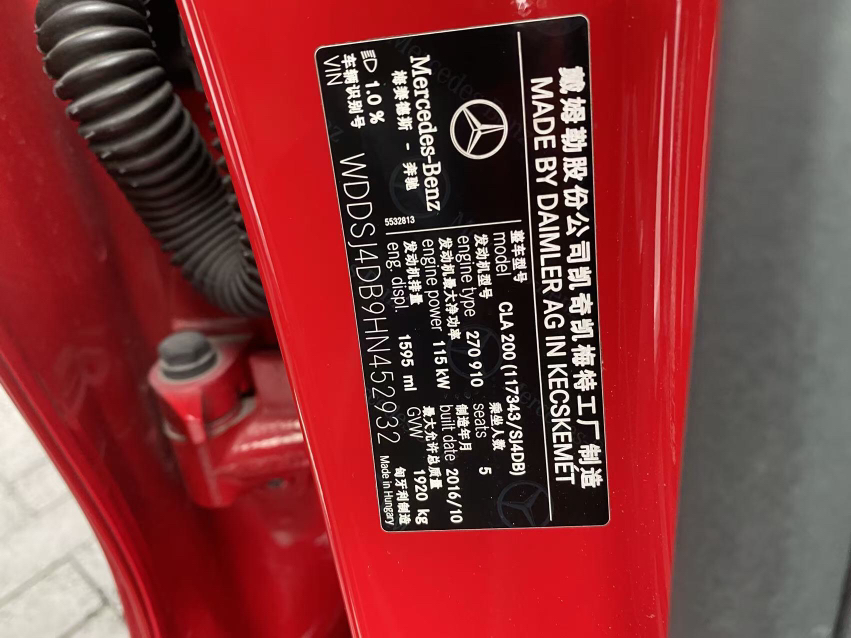 戴姆勒股份公司凯奇凯梅特工厂制造
MADE BY DAIMLER AG IN KECSKEMÉT
整车型号
model CLA 200 (117343/SJ4DB)
发动机型号 乘坐人数
engine type 270 910 seats 5
发动机最大净功率 制造年月
engine power 115 kW built date 2016/10
发动机排量 最大允许总质量
eng. displ. 1595 ml GVW 1920 kg
Mercedes-Benz
梅赛德斯 - 奔驰
5532813
1.0 %
车辆识别号
VIN WDDSJ4DB9HN452932
匈牙利制造
Made in Hungary